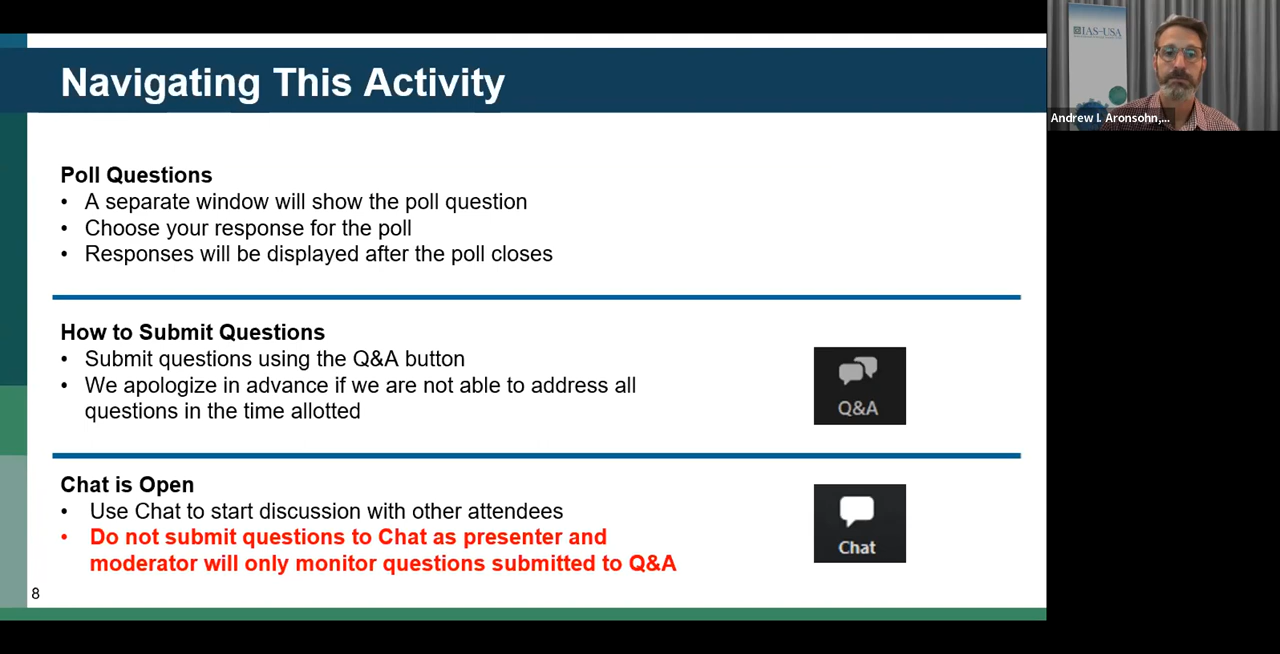 Navigating This Activity
Poll Questions
• A separate window will show the poll question
• Choose your response for the poll
• Responses will be displayed after the poll closes
How to Submit Questions
• Submit questions using the Q&A button
• We apologize in advance if we are not able to address all
questions in the time allotted
Q&A
Chat is Open
• Use Chat to start discussion with other attendees
• Do not submit questions to Chat as presenter and
moderator will only monitor questions submitted to Q&A
Chat
8
IAS-USA
Andrew I. Aronsohn,...